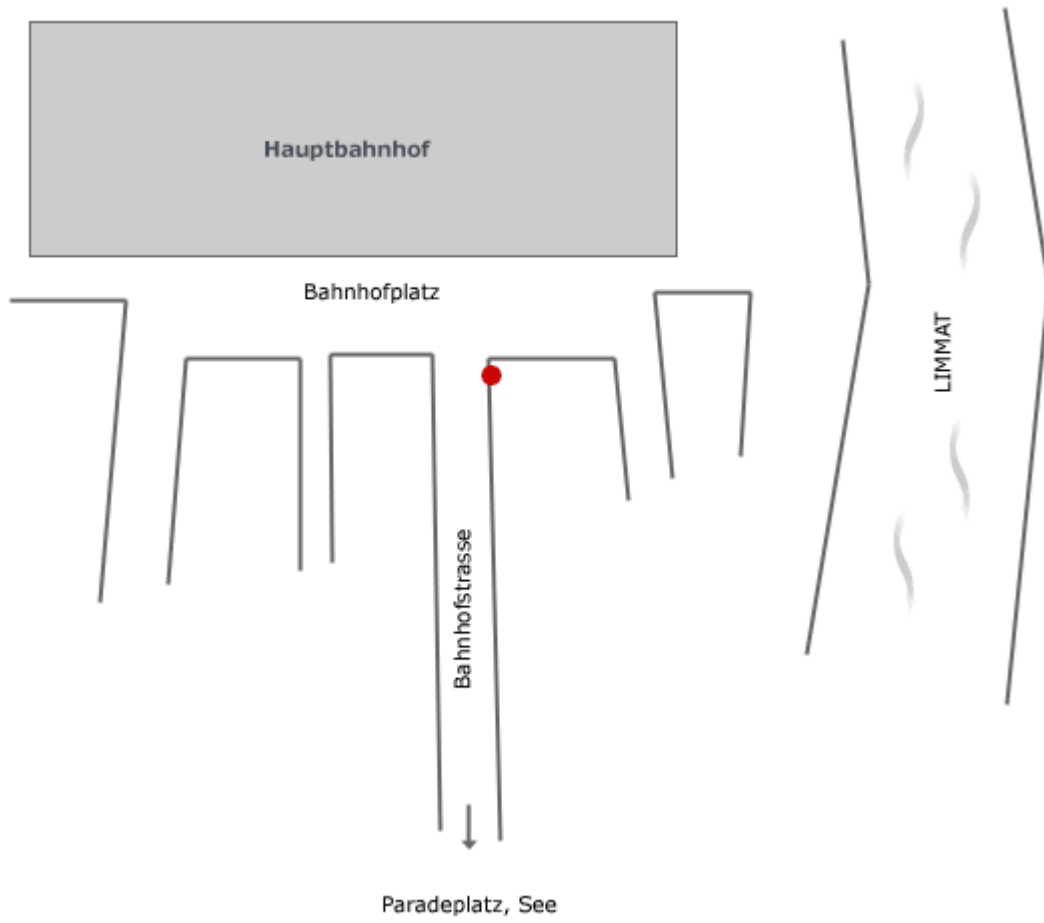 Hauptbahnhof
Bahnhofplatz
LIMMAT
Bahnhofstrasse
Paradeplatz, See